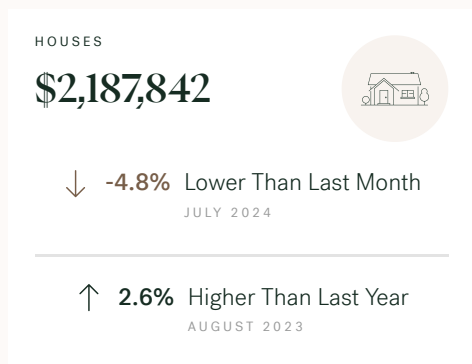 HOUSES
$2,187,842
-4.8% Lower Than Last Month
JULY 2024
2.6% Higher Than Last Year
AUGUST 2023